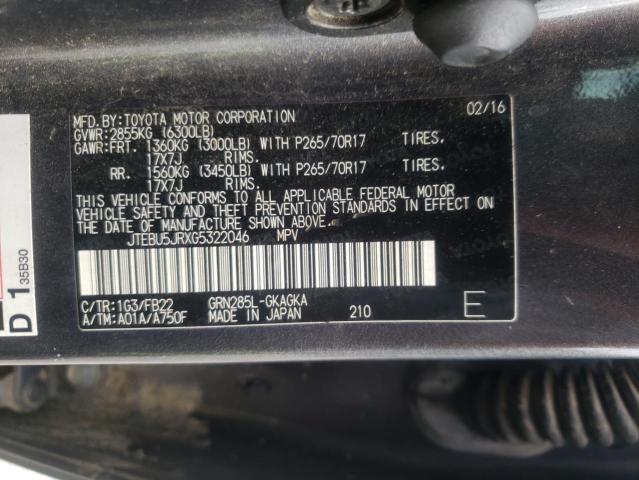 MFD.BY:TOYOTA MOTOR CORPORATION 02/16
GVWR:2855KG (6300LB)
GAWR:FRT. 1360KG (3000LB) WITH P265/70R17 TIRES.
17X7J RIMS.
RR. 1560KG (3450LB) WITH P265/70R17 TIRES.
17X7J RIMS.
THIS VEHICLE CONFORMS TO ALL APPLICABLE FEDERAL MOTOR
VEHICLE SAFETY AND THEFT PREVENTION STANDARDS IN EFFECT ON
THE DATE OF MANUFACTURE SHOWN ABOVE.
JTEBU5JRXG5322046 MPV
C/TR:1G3/FB22 GRN285L-GKAGKA
A/TM:A01A/A750F MADE IN JAPAN 210 E
D 1 35B30